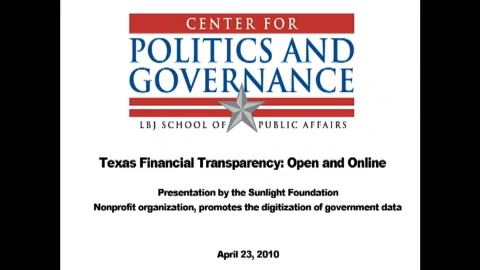 CENTER FOR
POLITICS AND
GOVERNANCE
LBJ SCHOOL OF PUBLIC AFFAIRS
Texas Financial Transparency: Open and Online
Presentation by the Sunlight Foundation
Nonprofit organization, promotes the digitization of government data
April 23, 2010